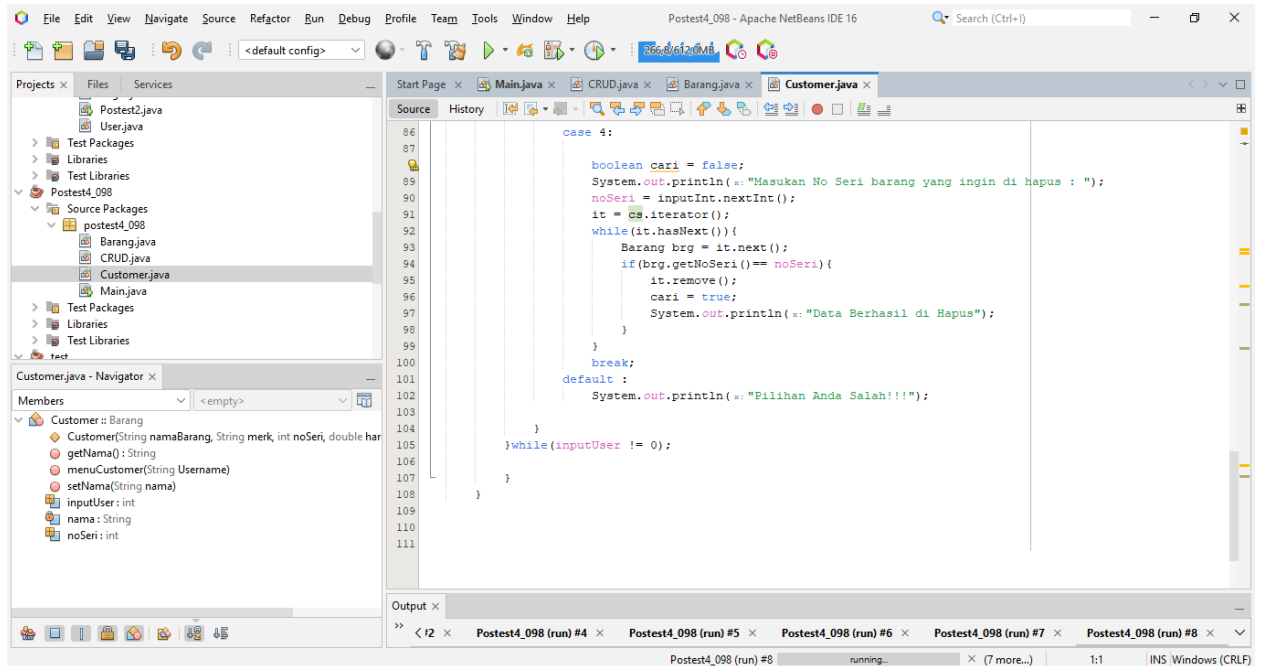 File Edit View Navigate Source Refactor Run Debug Profile Team Tools Window Help Postest4_098 - Apache NetBeans IDE 16 Search (Ctrl+I)
<default config> 266,8/612,0MB
Projects Files Services
Postest2.java
User.java
Test Packages
Libraries
Test Libraries
Postest4_098
Source Packages
postest4_098
Barang.java
CRUD.java
Customer.java
Main.java
Test Packages
Libraries
Test Libraries
test
Customer.java - Navigator
Members <empty>
Customer :: Barang
Customer(String namaBarang, String merk, int noSeri, double har
getNama() : String
menuCustomer(String Username)
setNama(String nama)
inputUser : int
nama : String
noSeri : int
Start Page Main.java CRUD.java Barang.java Customer.java
Source History
86 case 4:
87
boolean cari = false;
89 System.out.println(x: "Masukan No Seri barang yang ingin di hapus : ");
90 noSeri = inputInt.nextInt();
91 it = cs.iterator();
92 while(it.hasNext()){
93 Barang brg = it.next();
94 if(brg.getNoSeri()== noSeri){
95 it.remove();
96 cari = true;
97 System.out.println(x: "Data Berhasil di Hapus");
98 }
99 }
100 break;
101 default :
102 System.out.println(x: "Pilihan Anda Salah!!!");
103
104 }
105 }while(inputUser != 0);
106
107 }
108 }
109
110
111
Output
Postest4_098 (run) #4 Postest4_098 (run) #5 Postest4_098 (run) #6 Postest4_098 (run) #7 Postest4_098 (run) #8
Postest4_098 (run) #8 running... (7 more...) 1:1 INS Windows (CRLF)